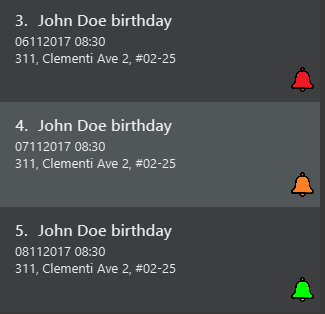 3. John Doe birthday
06112017 08:30
311, Clementi Ave 2, #02-25
4. John Doe birthday
07112017 08:30
311, Clementi Ave 2, #02-25
5. John Doe birthday
08112017 08:30
311, Clementi Ave 2, #02-25